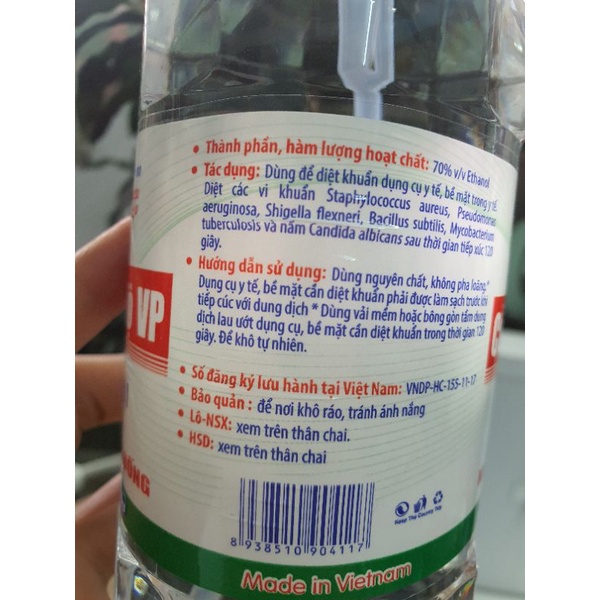 • Thành phần, hàm lượng hoạt chất: 70% v/v Ethanol
• Tác dụng: Dùng để diệt khuẩn dụng cụ y tế, bề mặt trong y tế.
Diệt các vi khuẩn Staphylococcus aureus, Pseudomonas
aeruginosa, Shigella flexneri, Bacillus subtilis, Mycobacterium
tuberculosis và nấm Candida albicans sau thời gian tiếp xúc 120
giây.
• Hướng dẫn sử dụng: Dùng nguyên chất, không pha loãng.*
Dụng cụ y tế, bề mặt cần diệt khuẩn phải được làm sạch trước khi
tiếp cúc với dung dịch * Dùng vải mềm hoặc bông gòn tẩm dung
dịch lau ướt dụng cụ, bề mặt cần diệt khuẩn trong thời gian 120
giây. Để khô tự nhiên.
VP
• Số đăng ký lưu hành tại Việt Nam: VNDP-HC-155-11-17
• Bảo quản : để nơi khô ráo, tránh ánh nắng
• Lô-NSX: xem trên thân chai.
• HSD: xem trên thân chai
8 938510 904117
Keep The Country Tidy
Made in Vietnam